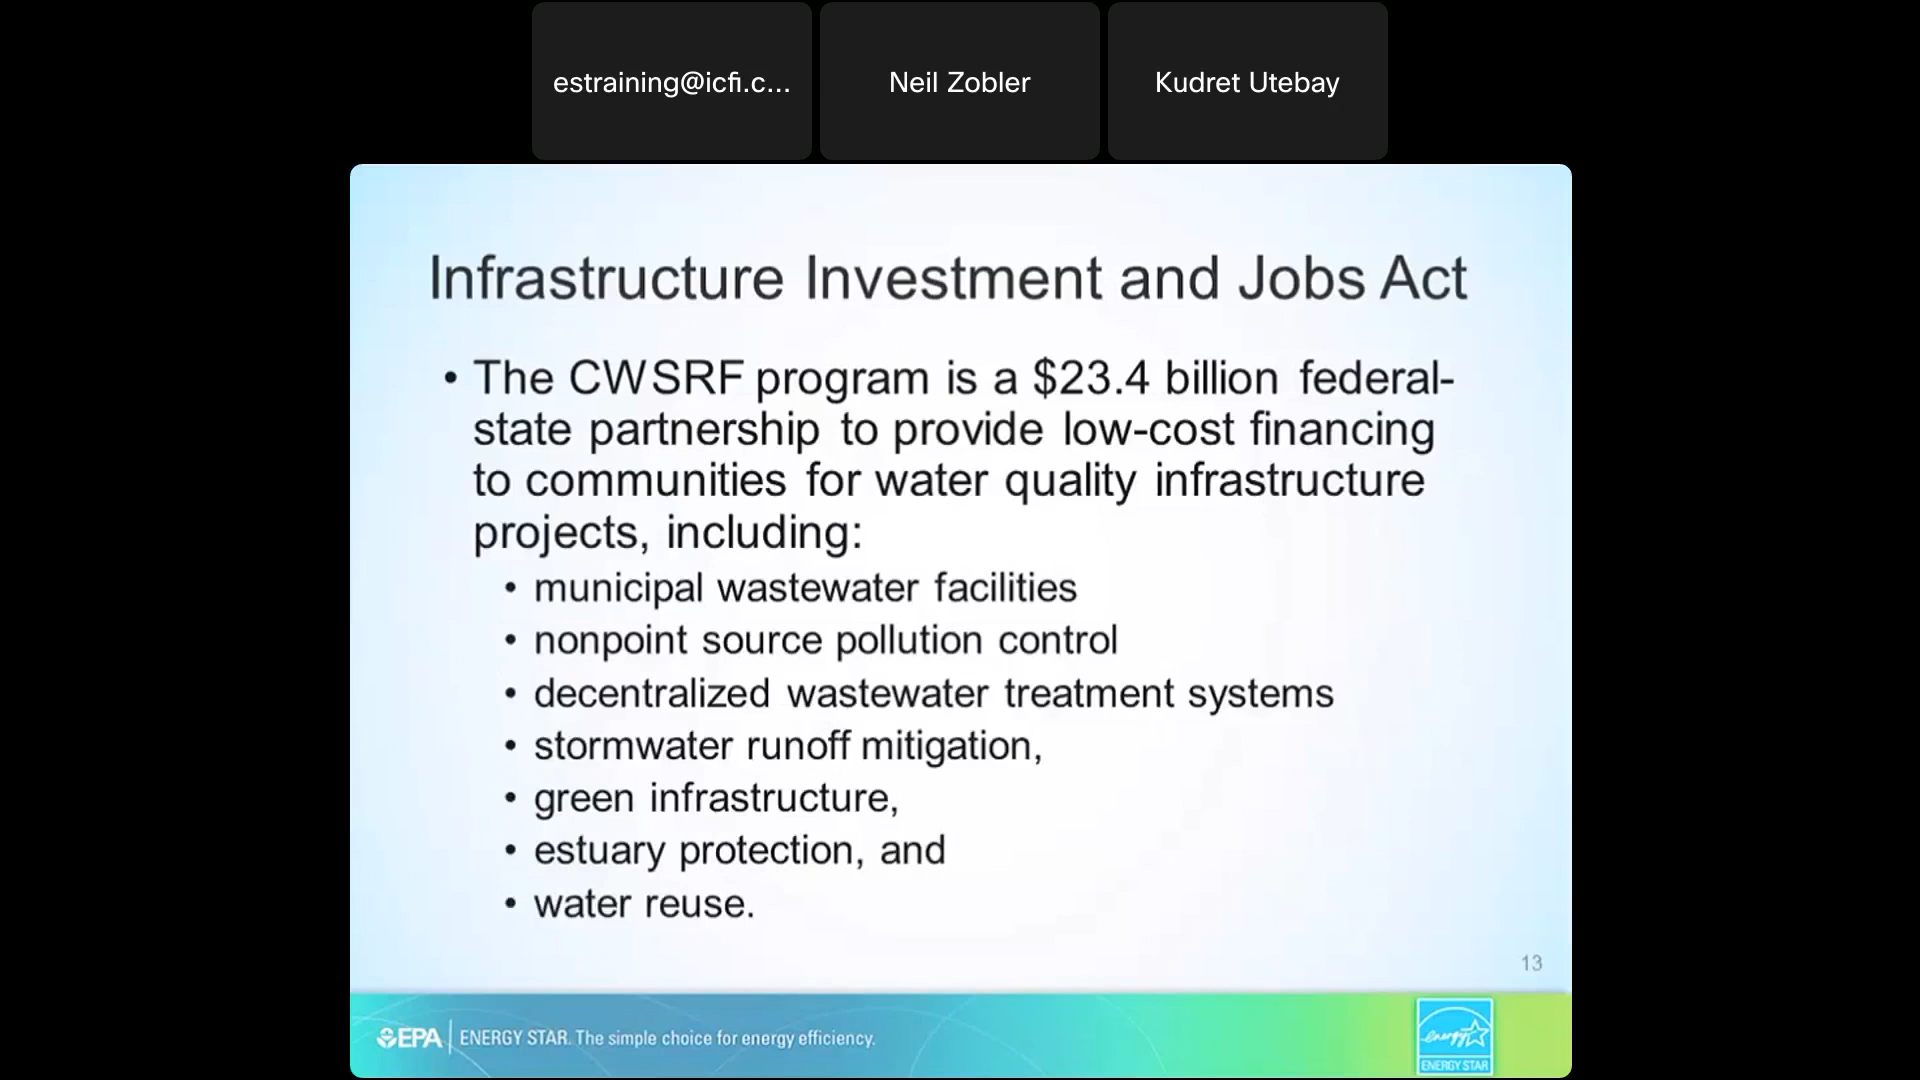 estraining@icfi.c...
Neil Zobler
Kudret Utebay
Infrastructure Investment and Jobs Act
• The CWSRF program is a $23.4 billion federal-
state partnership to provide low-cost financing
to communities for water quality infrastructure
projects, including:
• municipal wastewater facilities
• nonpoint source pollution control
• decentralized wastewater treatment systems
• stormwater runoff mitigation,
• green infrastructure,
• estuary protection, and
• water reuse.
13
EPA
ENERGY STAR. The simple choice for energy efficiency.
energy
ENERGY STAR